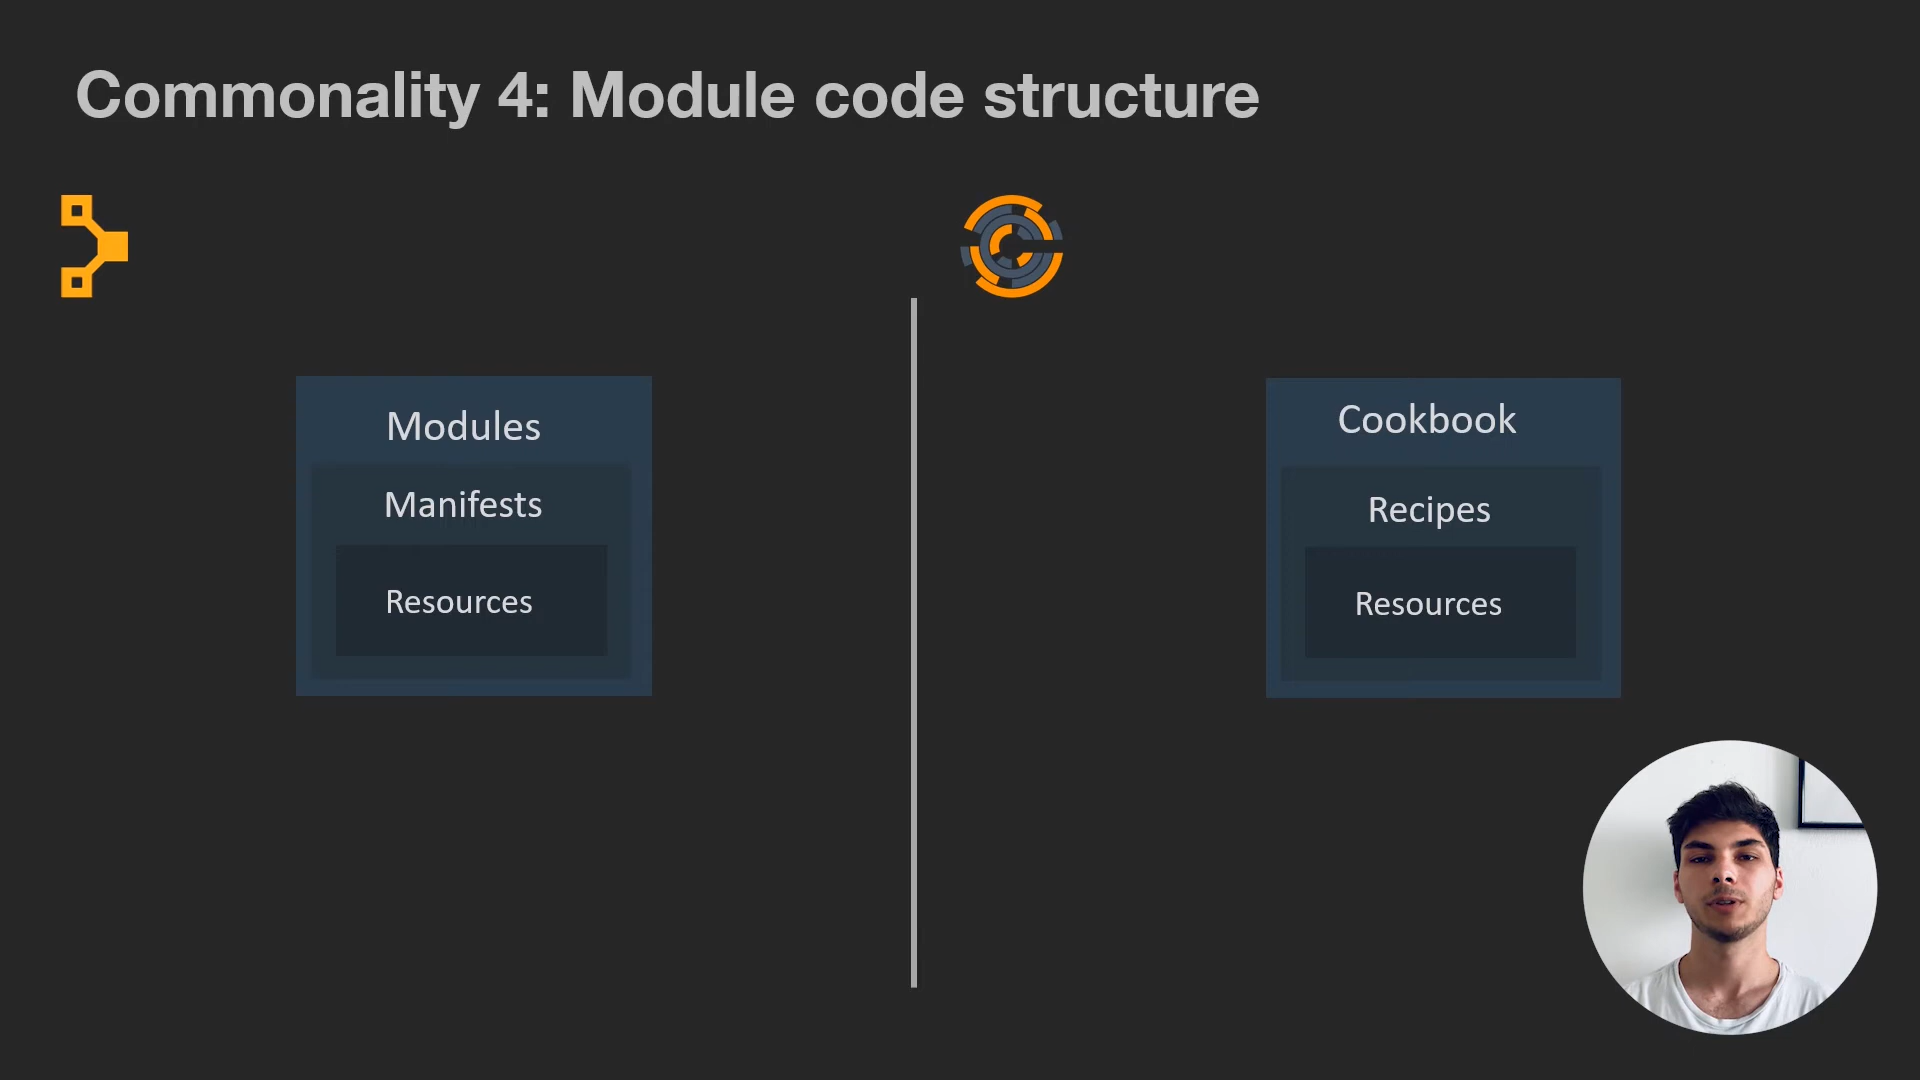 Commonality 4: Module code structure
Modules
Manifests
Resources
Cookbook
Recipes
Resources